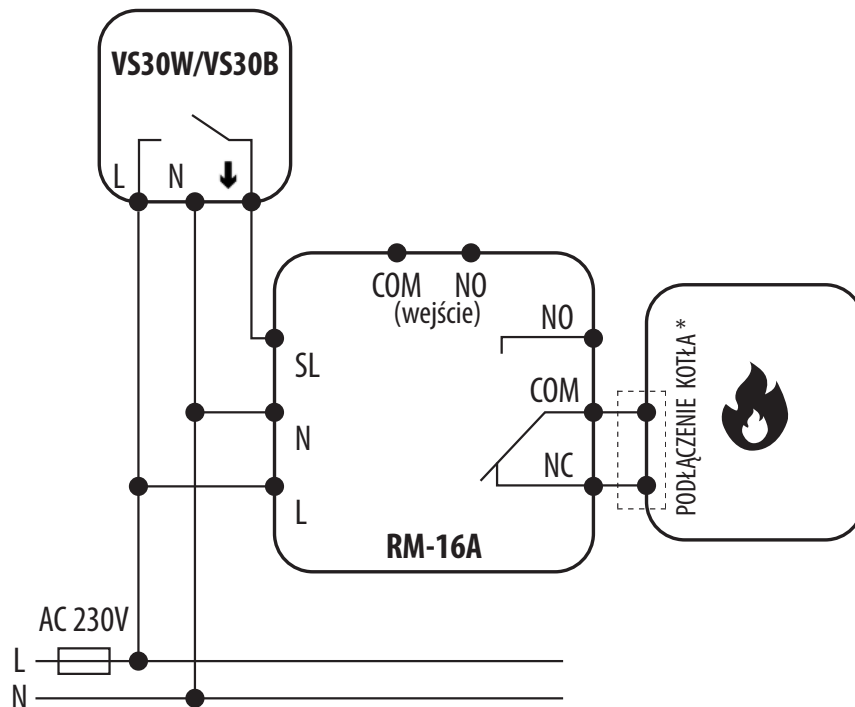 VS30W/VS30B
L N
COM NO
(wejście)
NO
SL
COM
N
NC
L
RM-16A
PODŁĄCZENIE KOTŁA *
AC 230V
L
N